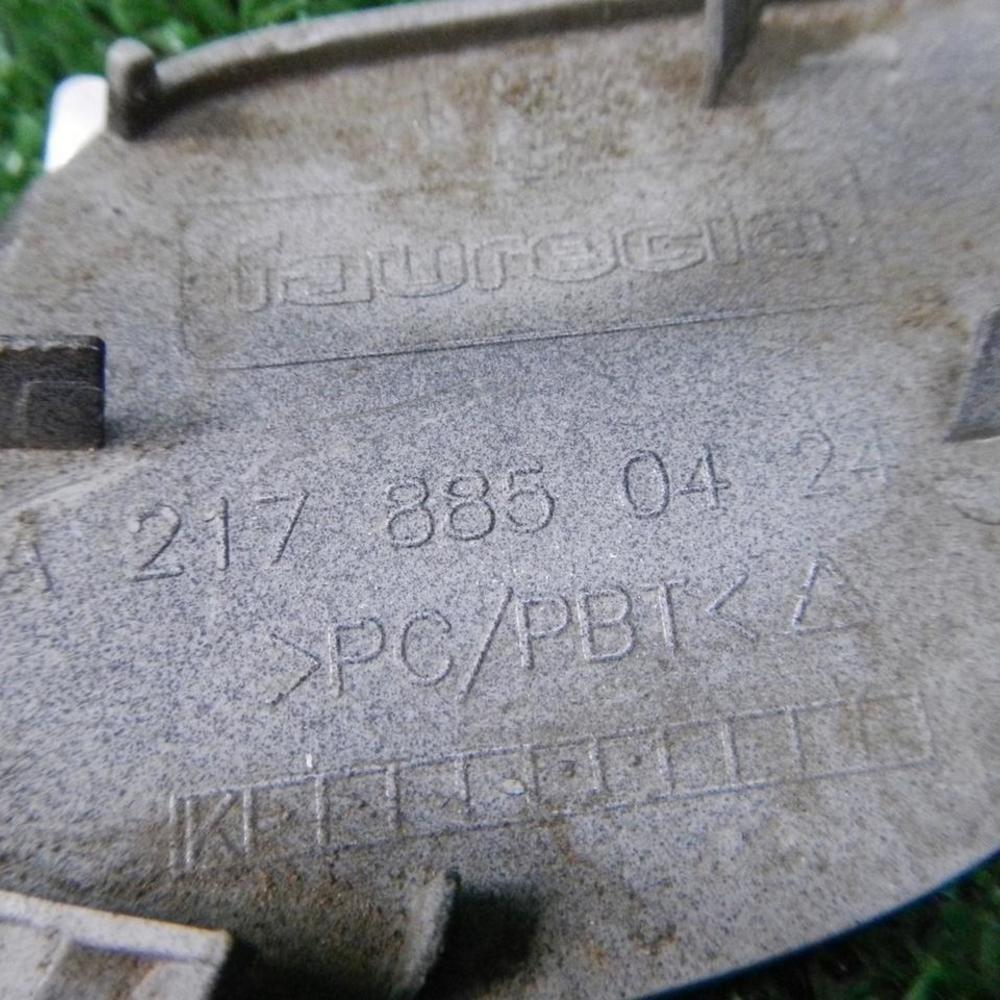 faurecia
A 217 885 04 24
>PC/PBT<
K